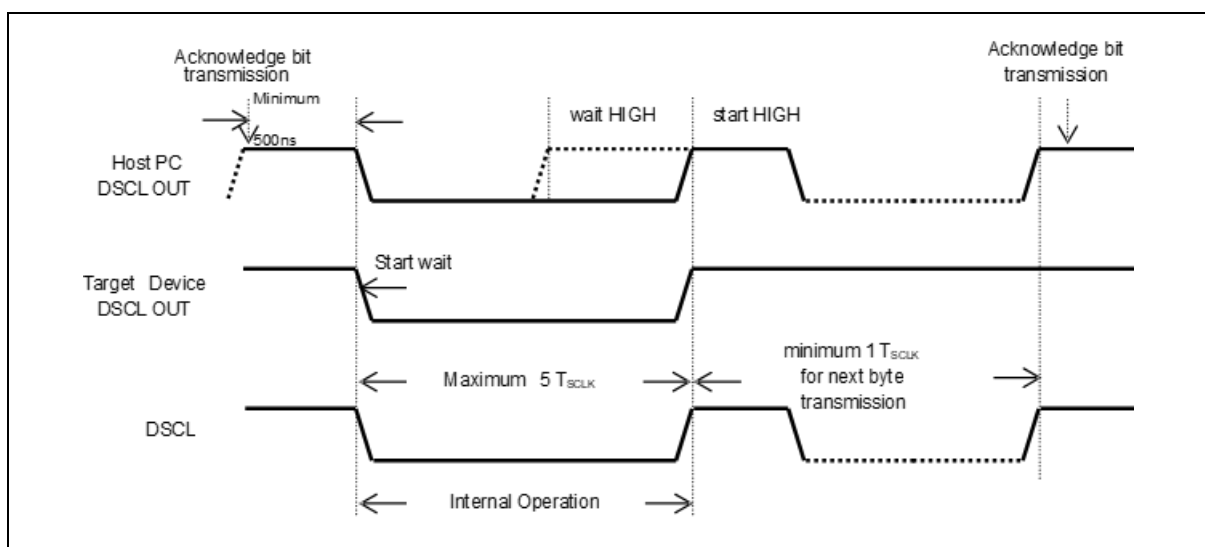 Acknowledge bit
transmission
Minimum
500ns
wait HIGH
start HIGH
Acknowledge bit
transmission
Host PC
DSCL OUT
Start wait
Target Device
DSCL OUT
Maximum 5 TSCLK
minimum 1 TSCLK
for next byte
transmission
DSCL
Internal Operation